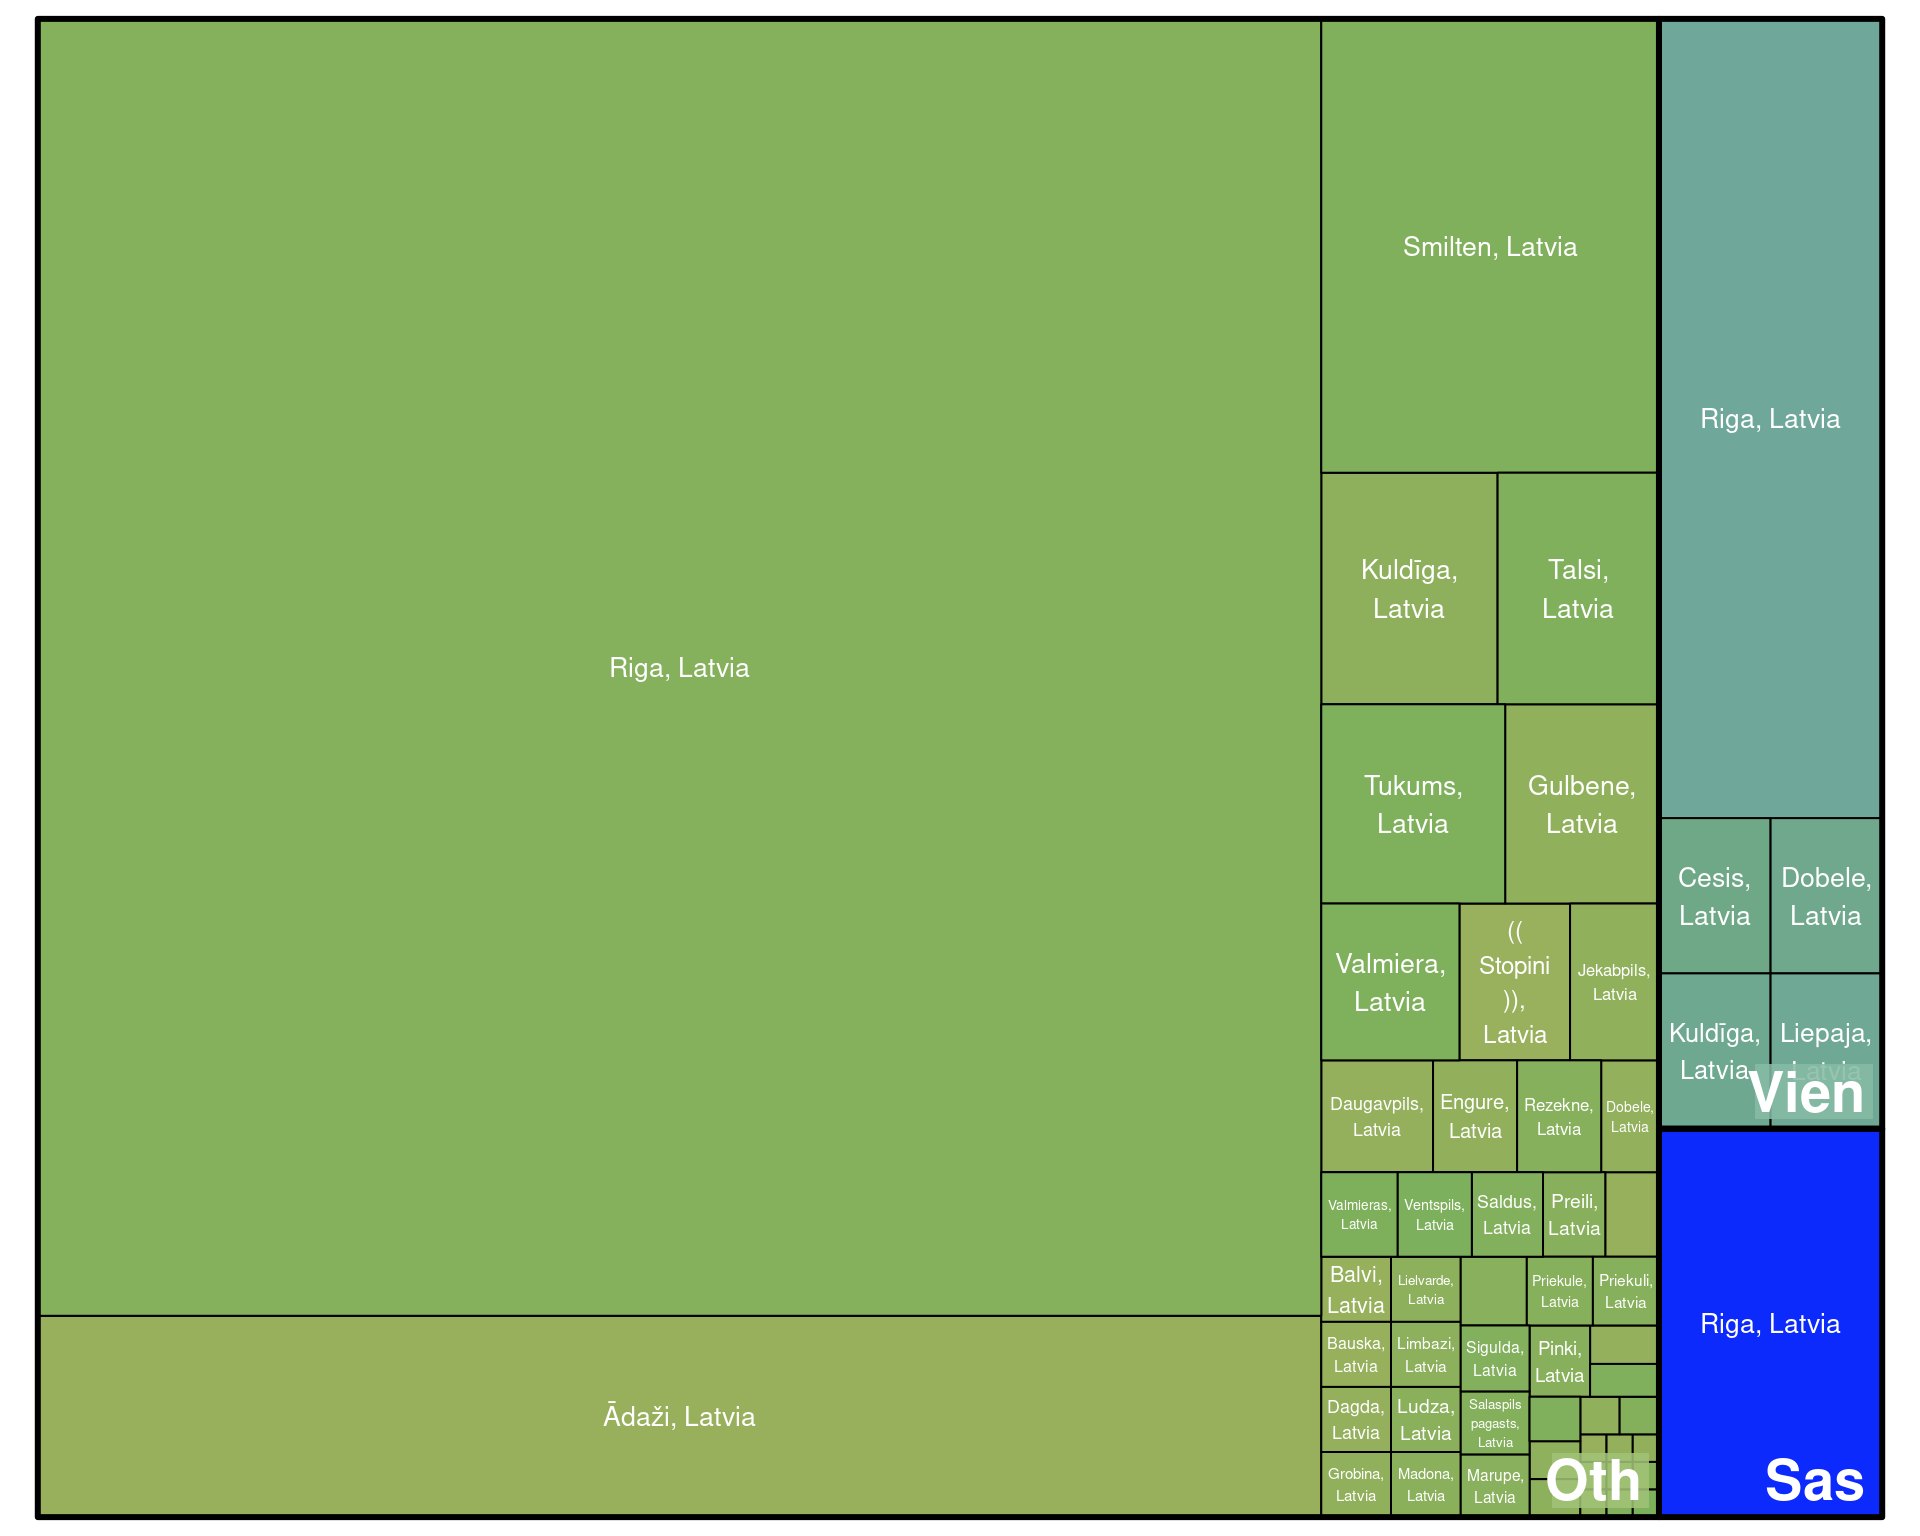 Riga, Latvia
Ādaži, Latvia
Smilten, Latvia
Kuldīga,
Latvia
Talsi,
Latvia
Tukums,
Latvia
Gulbene,
Latvia
Valmiera,
Latvia
((
Stopini
)),
Latvia
Jekabpils,
Latvia
Daugavpils,
Latvia
Engure,
Latvia
Rezekne,
Latvia
Dobele,
Latvia
Valmieras,
Latvia
Ventspils,
Latvia
Saldus,
Latvia
Preili,
Latvia
Balvi,
Latvia
Lielvarde,
Latvia
Priekule,
Latvia
Priekuli,
Latvia
Bauska,
Latvia
Limbazi,
Latvia
Sigulda,
Latvia
Pinki,
Latvia
Dagda,
Latvia
Ludza,
Latvia
Salaspils
pagasts,
Latvia
Grobina,
Latvia
Madona,
Latvia
Marupe,
Latvia
Oth
Riga, Latvia
Cesis,
Latvia
Dobele,
Latvia
Kuldīga,
Latvia
Liepaja,
Latvia
Vien
Riga, Latvia
Sas